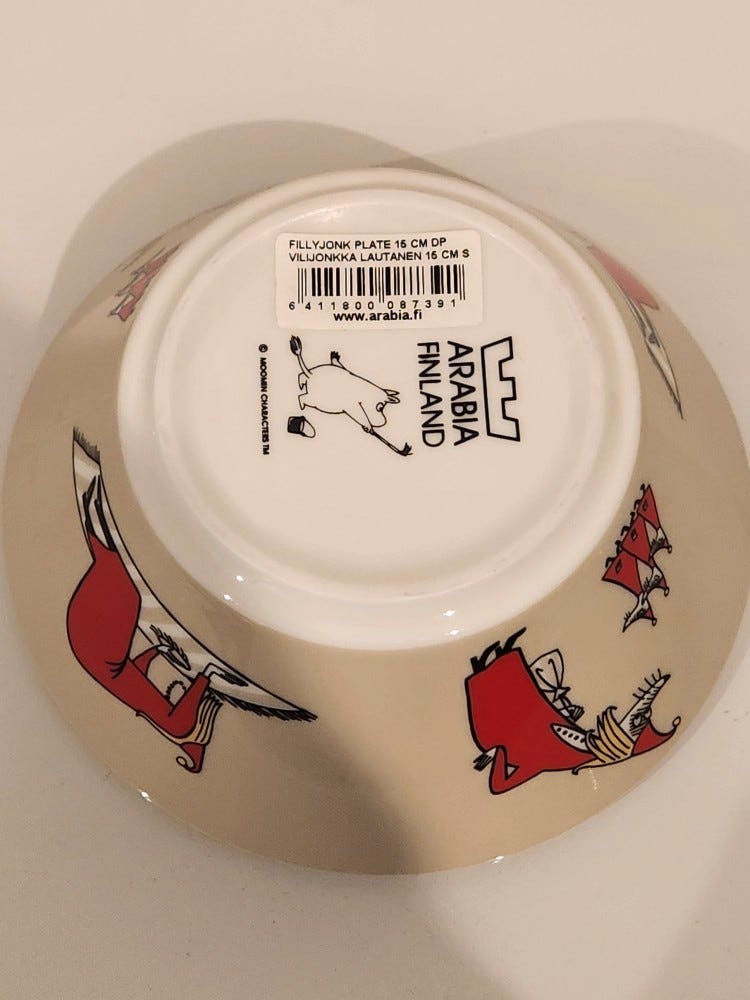 FILLYJONK PLATE 15 CM DP
VILIJONKKA LAUTANEN 15 CM S
6 411800 087391
www.arabia.fi
ARABIA
FINLAND
© MOOMIN CHARACTERS TM